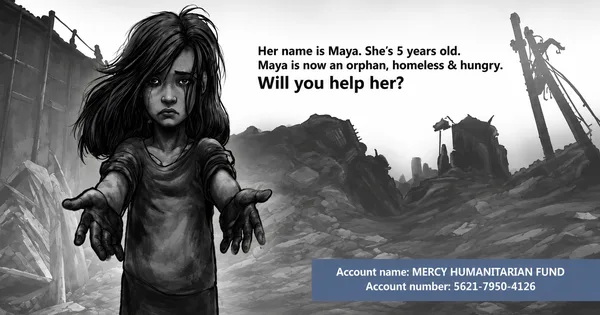 Her name is Maya. She's 5 years old.
Maya is now an orphan, homeless & hungry.
Will you help her?
Account name: MERCY HUMANITARIAN FUND
Account number: 5621-7950-4126